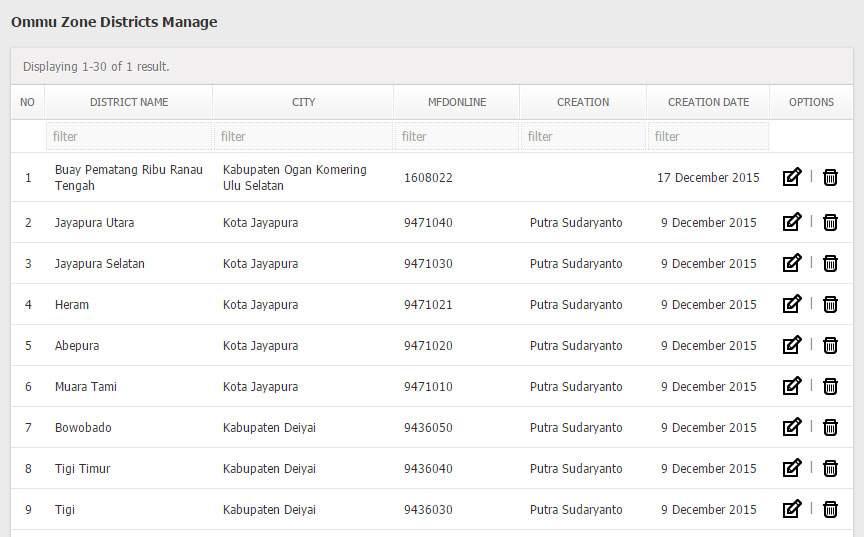 Ommu Zone Districts Manage
Displaying 1-30 of 1 result.
NO DISTRICT NAME CITY MFDONLINE CREATION CREATION DATE OPTIONS
filter filter filter filter filter
1 Buay Pematang Ribu Ranau Tengah Kabupaten Ogan Komering Ulu Selatan 1608022 17 December 2015 |
2 Jayapura Utara Kota Jayapura 9471040 Putra Sudaryanto 9 December 2015 |
3 Jayapura Selatan Kota Jayapura 9471030 Putra Sudaryanto 9 December 2015 |
4 Heram Kota Jayapura 9471021 Putra Sudaryanto 9 December 2015 |
5 Abepura Kota Jayapura 9471020 Putra Sudaryanto 9 December 2015 |
6 Muara Tami Kota Jayapura 9471010 Putra Sudaryanto 9 December 2015 |
7 Bowobado Kabupaten Deiyai 9436050 Putra Sudaryanto 9 December 2015 |
8 Tigi Timur Kabupaten Deiyai 9436040 Putra Sudaryanto 9 December 2015 |
9 Tigi Kabupaten Deiyai 9436030 Putra Sudaryanto 9 December 2015 |